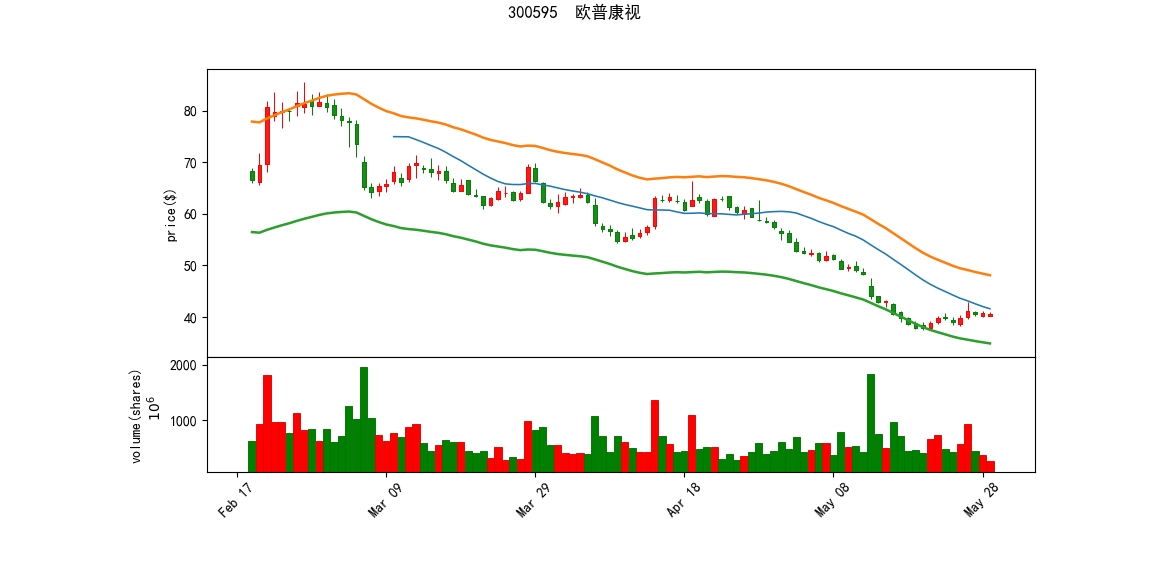 300595 欧普康视
price($)
80
70
60
50
40
volume(shares)
10^6
2000
1000
Feb 17
Mar 09
Mar 29
Apr 18
May 08
May 28